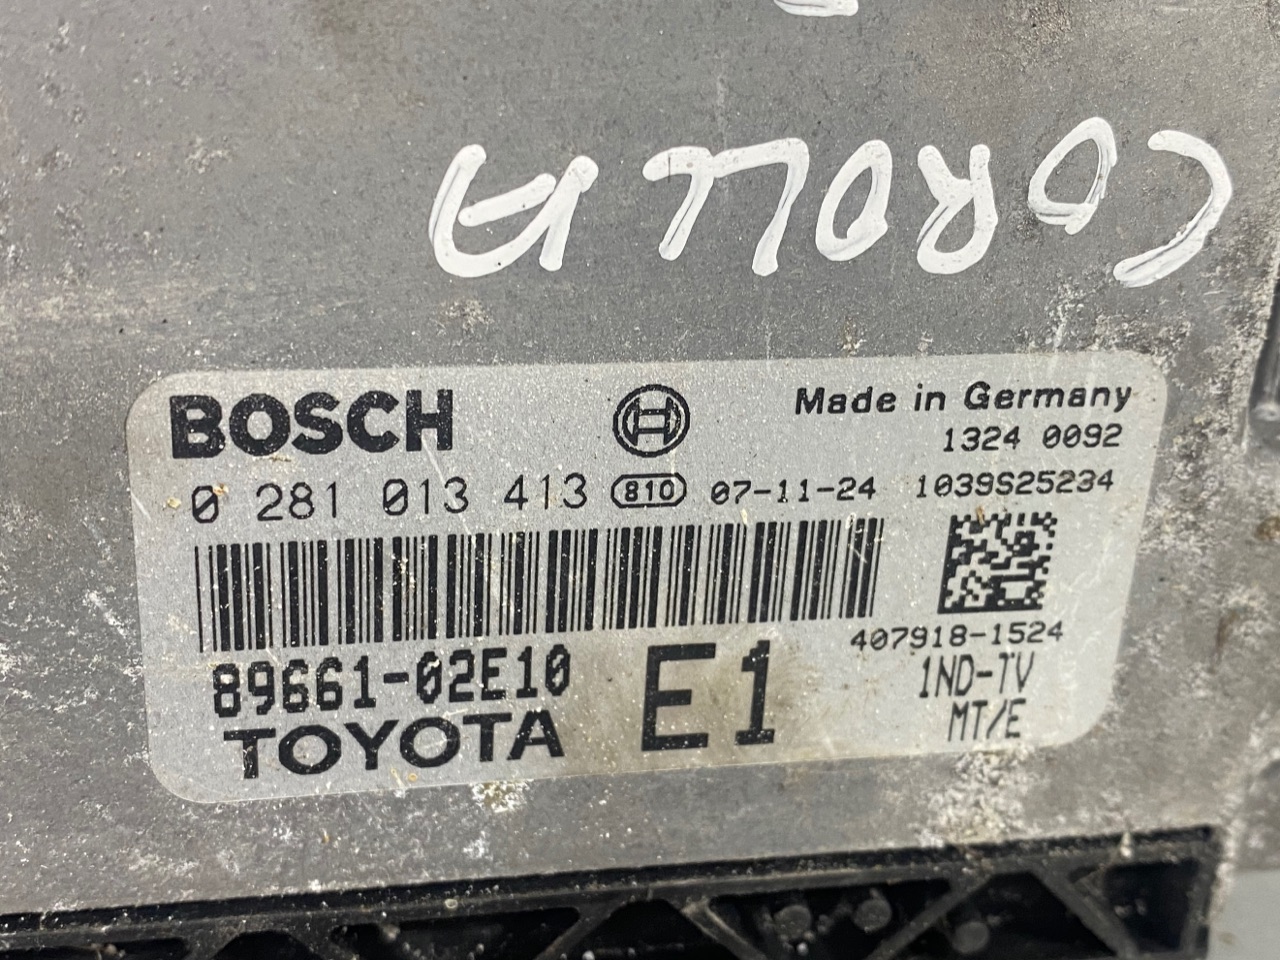 COROLLA
BOSCH
Made in Germany
1324 0092
0 281 013 413 810 07-11-24 1039S25234
407918-1524
89661-02E10 E1 1ND-TV
TOYOTA MT/E